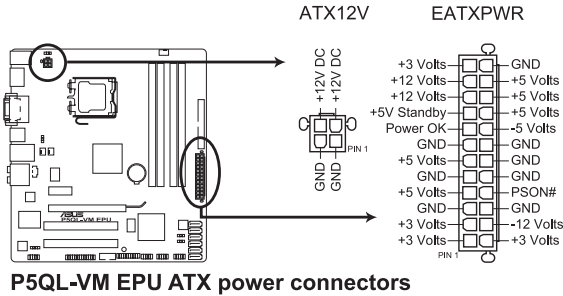 ATX12V
EATXPWR
+12V DC
+12V DC
GND
GND
PIN 1
+3 Volts
GND
+12 Volts
+5 Volts
+12 Volts
+5 Volts
+5V Standby
+5 Volts
Power OK
-5 Volts
GND
GND
+5 Volts
GND
GND
GND
+5 Volts
PSON#
GND
GND
+3 Volts
-12 Volts
+3 Volts
+3 Volts
PIN 1
ASUS
P5QL-VM EPU
P5QL-VM EPU ATX power connectors